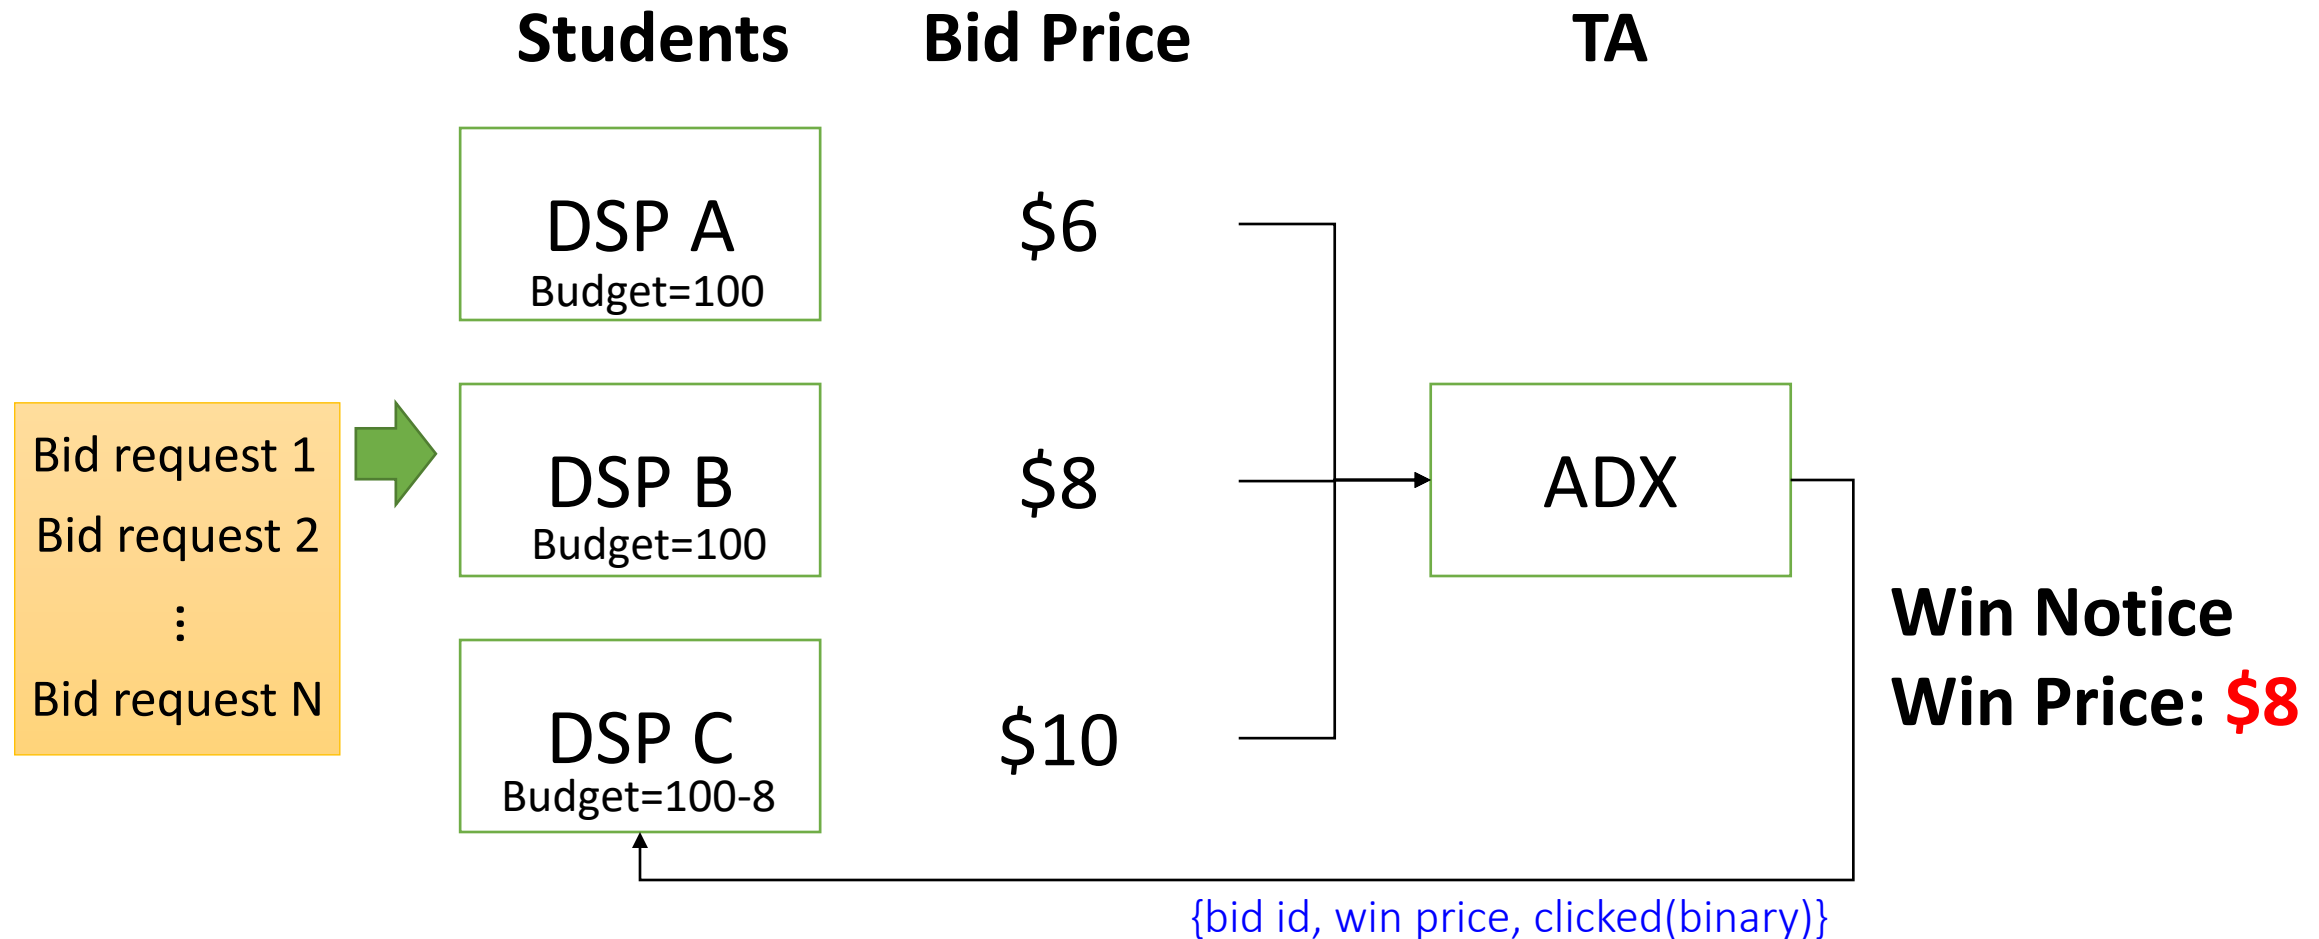 Students
Bid Price
TA
DSP A
Budget=100
$6
Bid request 1
Bid request 2
⋮
Bid request N
DSP B
Budget=100
$8
ADX
DSP C
Budget=100-8
$10
Win Notice
Win Price: $8
{bid id, win price, clicked(binary)}